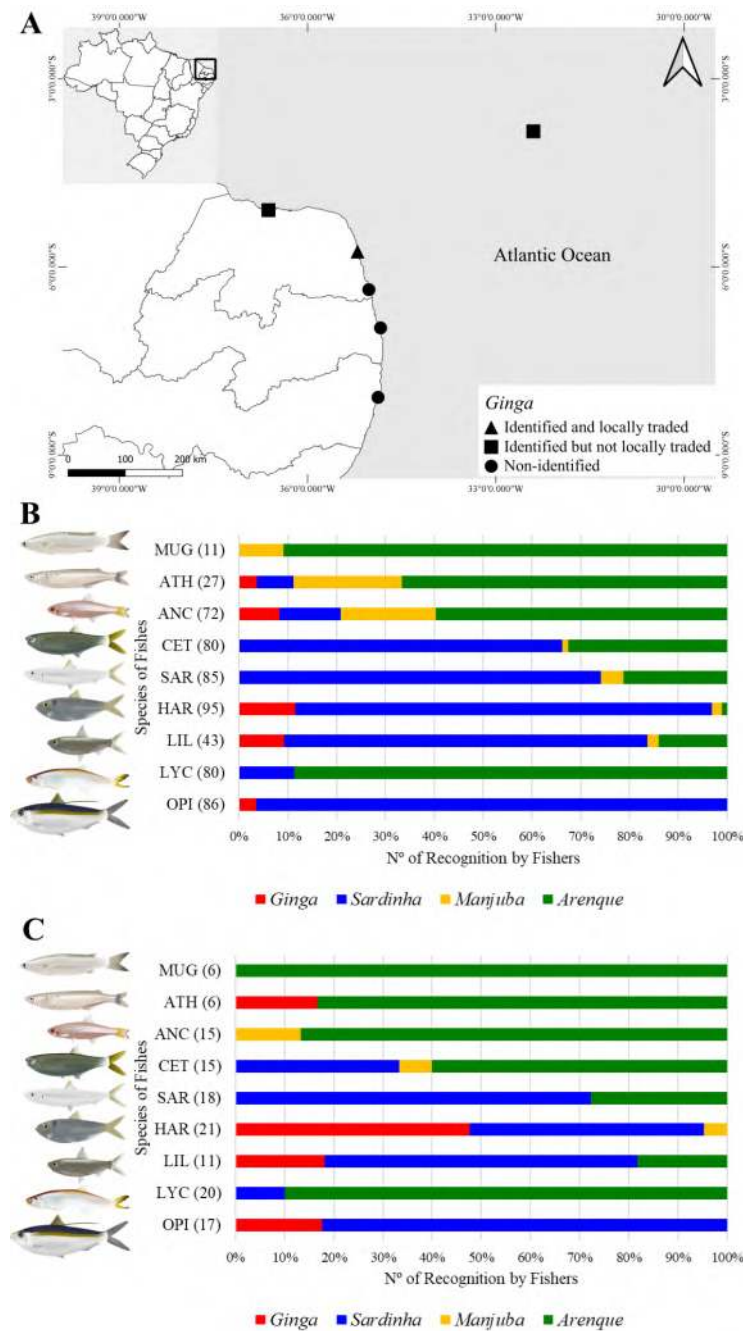 A
39°0'0.000"W 36°0'0.000"W 33°0'0.000"W 30°0'0.000"W
3°0'0.000"S 3°0'0.000"S
Atlantic Ocean
6°0'0.000"S 6°0'0.000"S
Ginga
Identified and locally traded
Identified but not locally traded
Non-identified
0 100 200 km
9°0'0.000"S 9°0'0.000"S
39°0'0.000"W 36°0'0.000"W 33°0'0.000"W 30°0'0.000"W
B
Species of Fishes
MUG (11)
ATH (27)
ANC (72)
CET (80)
SAR (85)
HAR (95)
LIL (43)
LYC (80)
OPI (86)
0% 10% 20% 30% 40% 50% 60% 70% 80% 90% 100%
Nº of Recognition by Fishers
Ginga Sardinha Manjuba Arenque
C
Species of Fishes
MUG (6)
ATH (6)
ANC (15)
CET (15)
SAR (18)
HAR (21)
LIL (11)
LYC (20)
OPI (17)
0% 10% 20% 30% 40% 50% 60% 70% 80% 90% 100%
Nº of Recognition by Fishers
Ginga Sardinha Manjuba Arenque